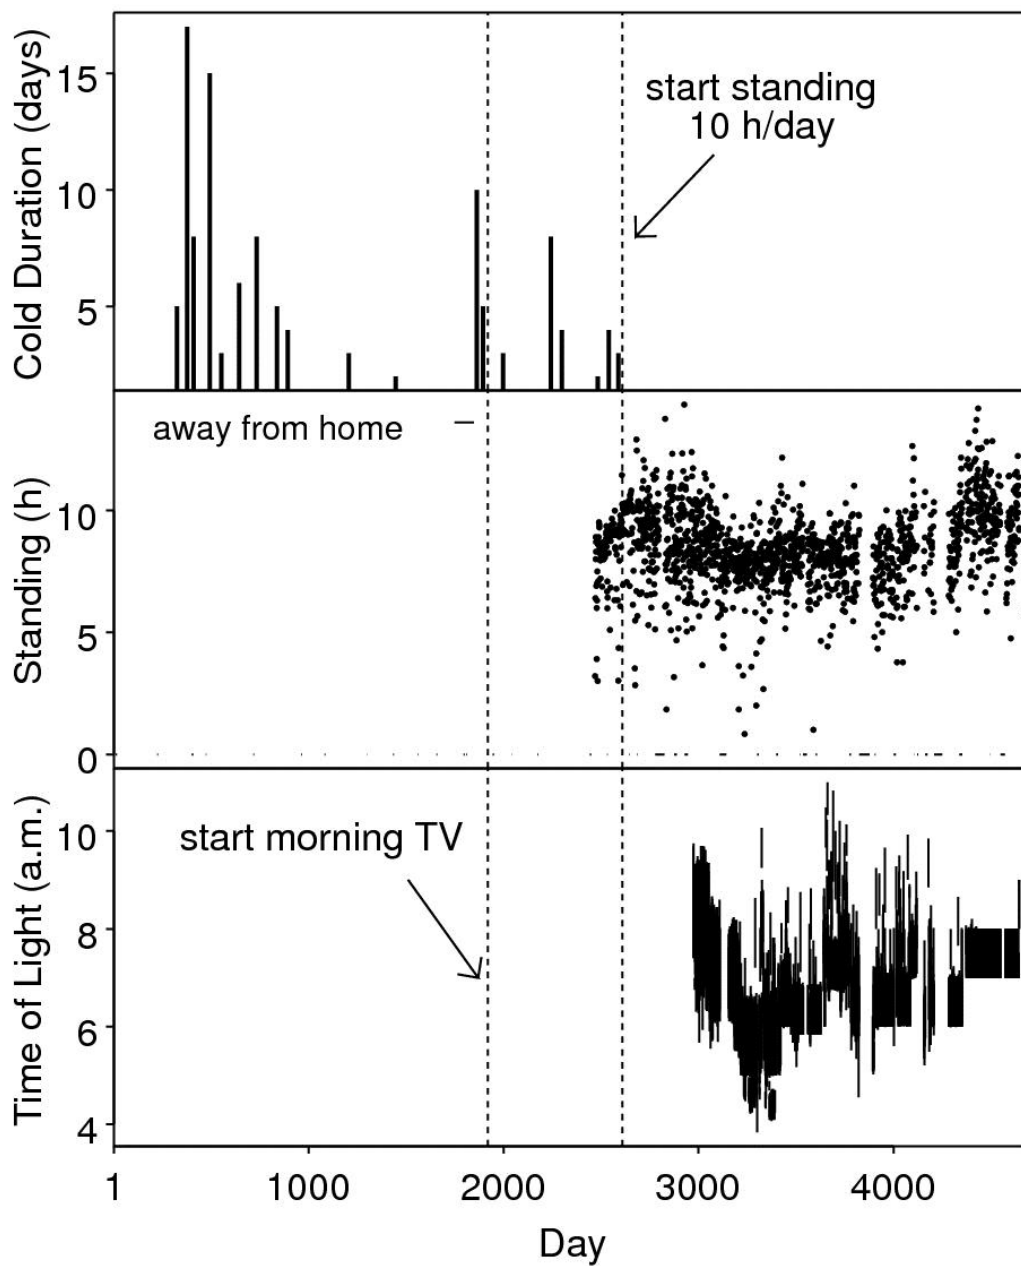 Cold Duration (days)
15
10
5
start standing
10 h/day
Standing (h)
10
5
0
away from home
Time of Light (a.m.)
10
8
6
4
start morning TV
1 1000 2000 3000 4000
Day